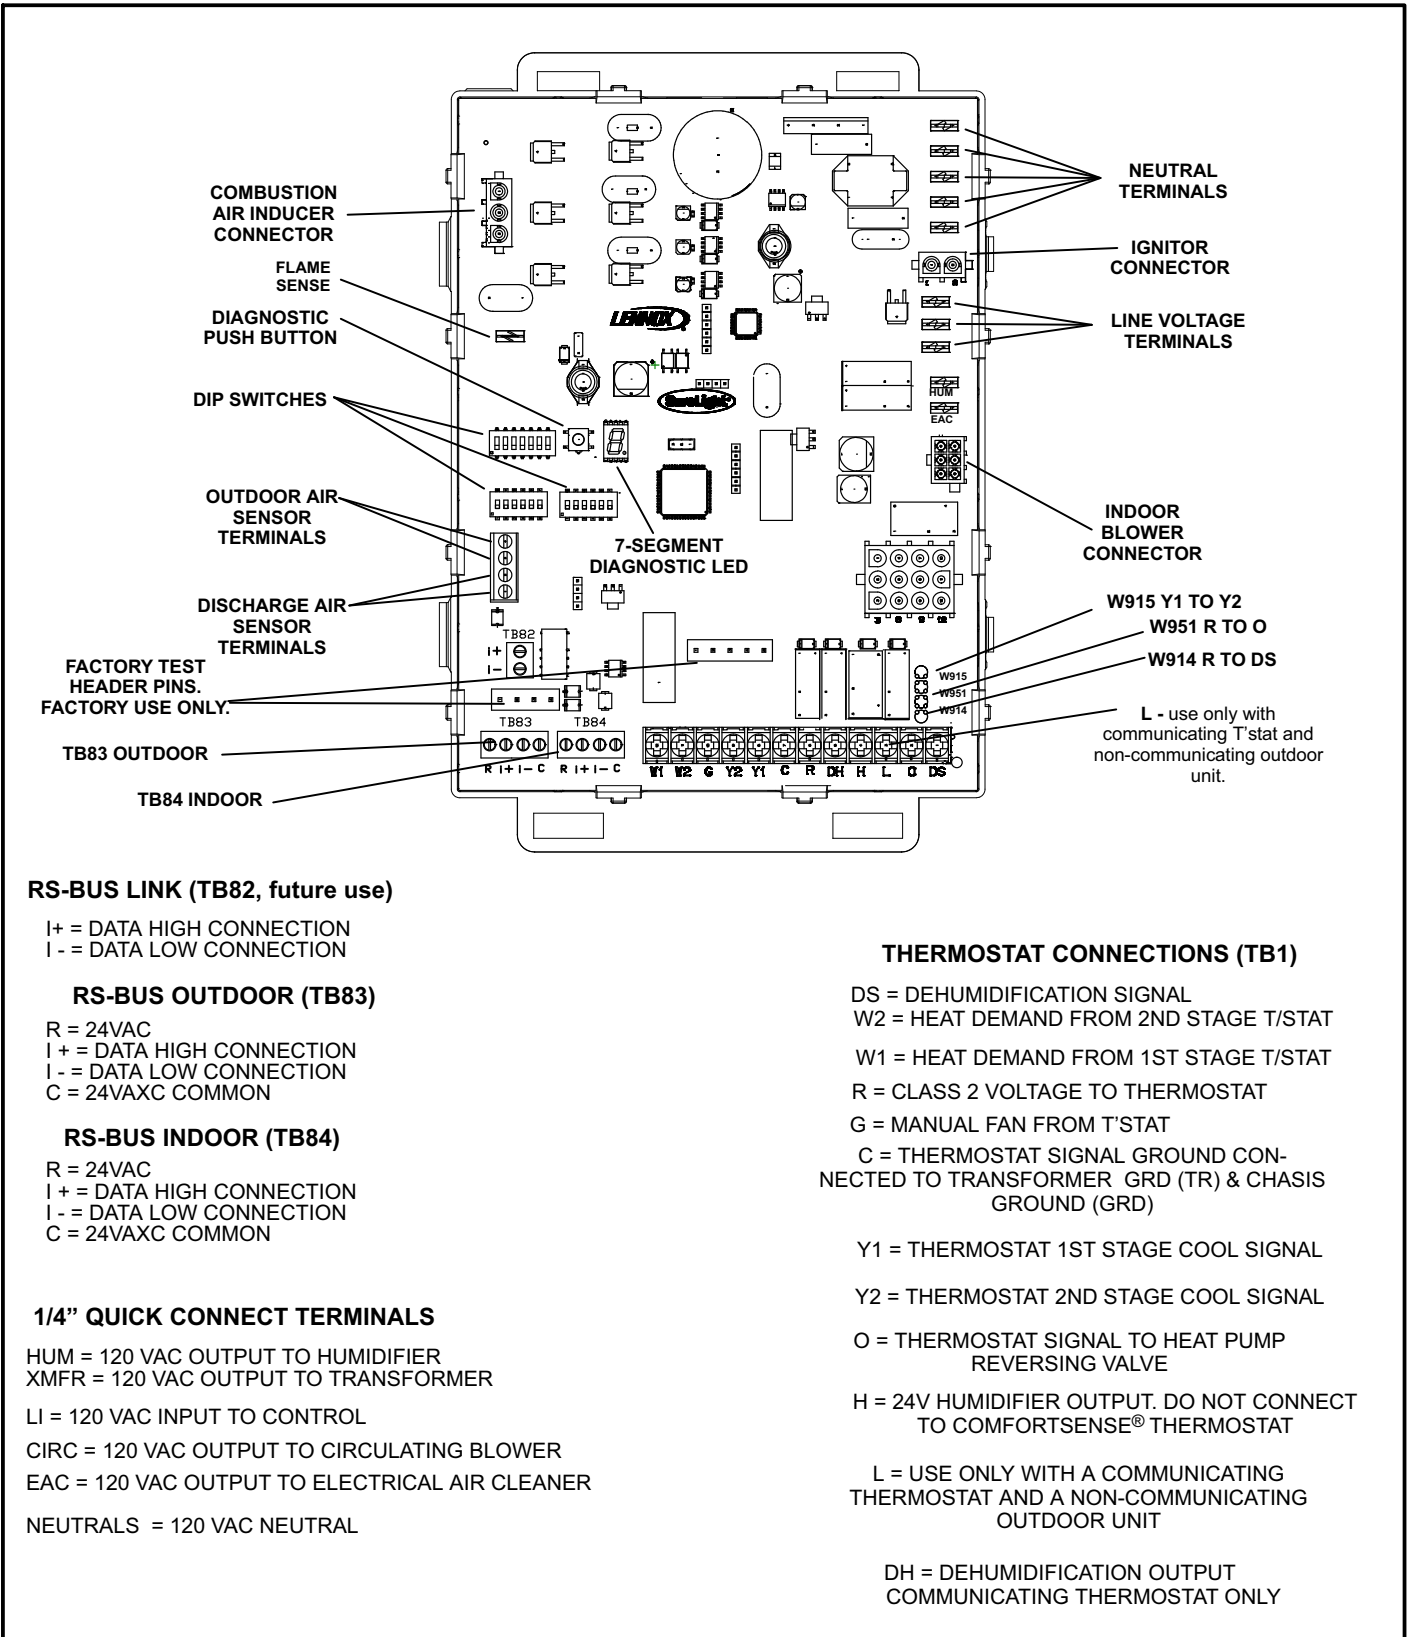 COMBUSTION
AIR INDUCER
CONNECTOR
FLAME
SENSE
DIAGNOSTIC
PUSH BUTTON
DIP SWITCHES
OUTDOOR AIR
SENSOR
TERMINALS
DISCHARGE AIR
SENSOR
TERMINALS
FACTORY TEST
HEADER PINS.
FACTORY USE ONLY.
TB83 OUTDOOR
TB84 INDOOR
LENNOX
SureLight®
7-SEGMENT
DIAGNOSTIC LED
HUM
EAC
3 6 9 12
TB82
I+
I−
TB83 TB84
R I+ I− C R I+ I− C
W915
W951
W914
W1 W2 G Y2 Y1 C R DH H L O DS
NEUTRAL
TERMINALS
IGNITOR
CONNECTOR
LINE VOLTAGE
TERMINALS
INDOOR
BLOWER
CONNECTOR
W915 Y1 TO Y2
W951 R TO O
W914 R TO DS
L - use only with
communicating T'stat and
non-communicating outdoor
unit.
RS-BUS LINK (TB82, future use)
I+ = DATA HIGH CONNECTION
I - = DATA LOW CONNECTION
RS-BUS OUTDOOR (TB83)
R = 24VAC
I + = DATA HIGH CONNECTION
I - = DATA LOW CONNECTION
C = 24VAXC COMMON
RS-BUS INDOOR (TB84)
R = 24VAC
I + = DATA HIGH CONNECTION
I - = DATA LOW CONNECTION
C = 24VAXC COMMON
1/4” QUICK CONNECT TERMINALS
HUM = 120 VAC OUTPUT TO HUMIDIFIER
XMFR = 120 VAC OUTPUT TO TRANSFORMER
LI = 120 VAC INPUT TO CONTROL
CIRC = 120 VAC OUTPUT TO CIRCULATING BLOWER
EAC = 120 VAC OUTPUT TO ELECTRICAL AIR CLEANER
NEUTRALS = 120 VAC NEUTRAL
THERMOSTAT CONNECTIONS (TB1)
DS = DEHUMIDIFICATION SIGNAL
W2 = HEAT DEMAND FROM 2ND STAGE T/STAT
W1 = HEAT DEMAND FROM 1ST STAGE T/STAT
R = CLASS 2 VOLTAGE TO THERMOSTAT
G = MANUAL FAN FROM T'STAT
C = THERMOSTAT SIGNAL GROUND CON-
NECTED TO TRANSFORMER GRD (TR) & CHASIS
GROUND (GRD)
Y1 = THERMOSTAT 1ST STAGE COOL SIGNAL
Y2 = THERMOSTAT 2ND STAGE COOL SIGNAL
O = THERMOSTAT SIGNAL TO HEAT PUMP
REVERSING VALVE
H = 24V HUMIDIFIER OUTPUT. DO NOT CONNECT
TO COMFORTSENSE® THERMOSTAT
L = USE ONLY WITH A COMMUNICATING
THERMOSTAT AND A NON-COMMUNICATING
OUTDOOR UNIT
DH = DEHUMIDIFICATION OUTPUT
COMMUNICATING THERMOSTAT ONLY